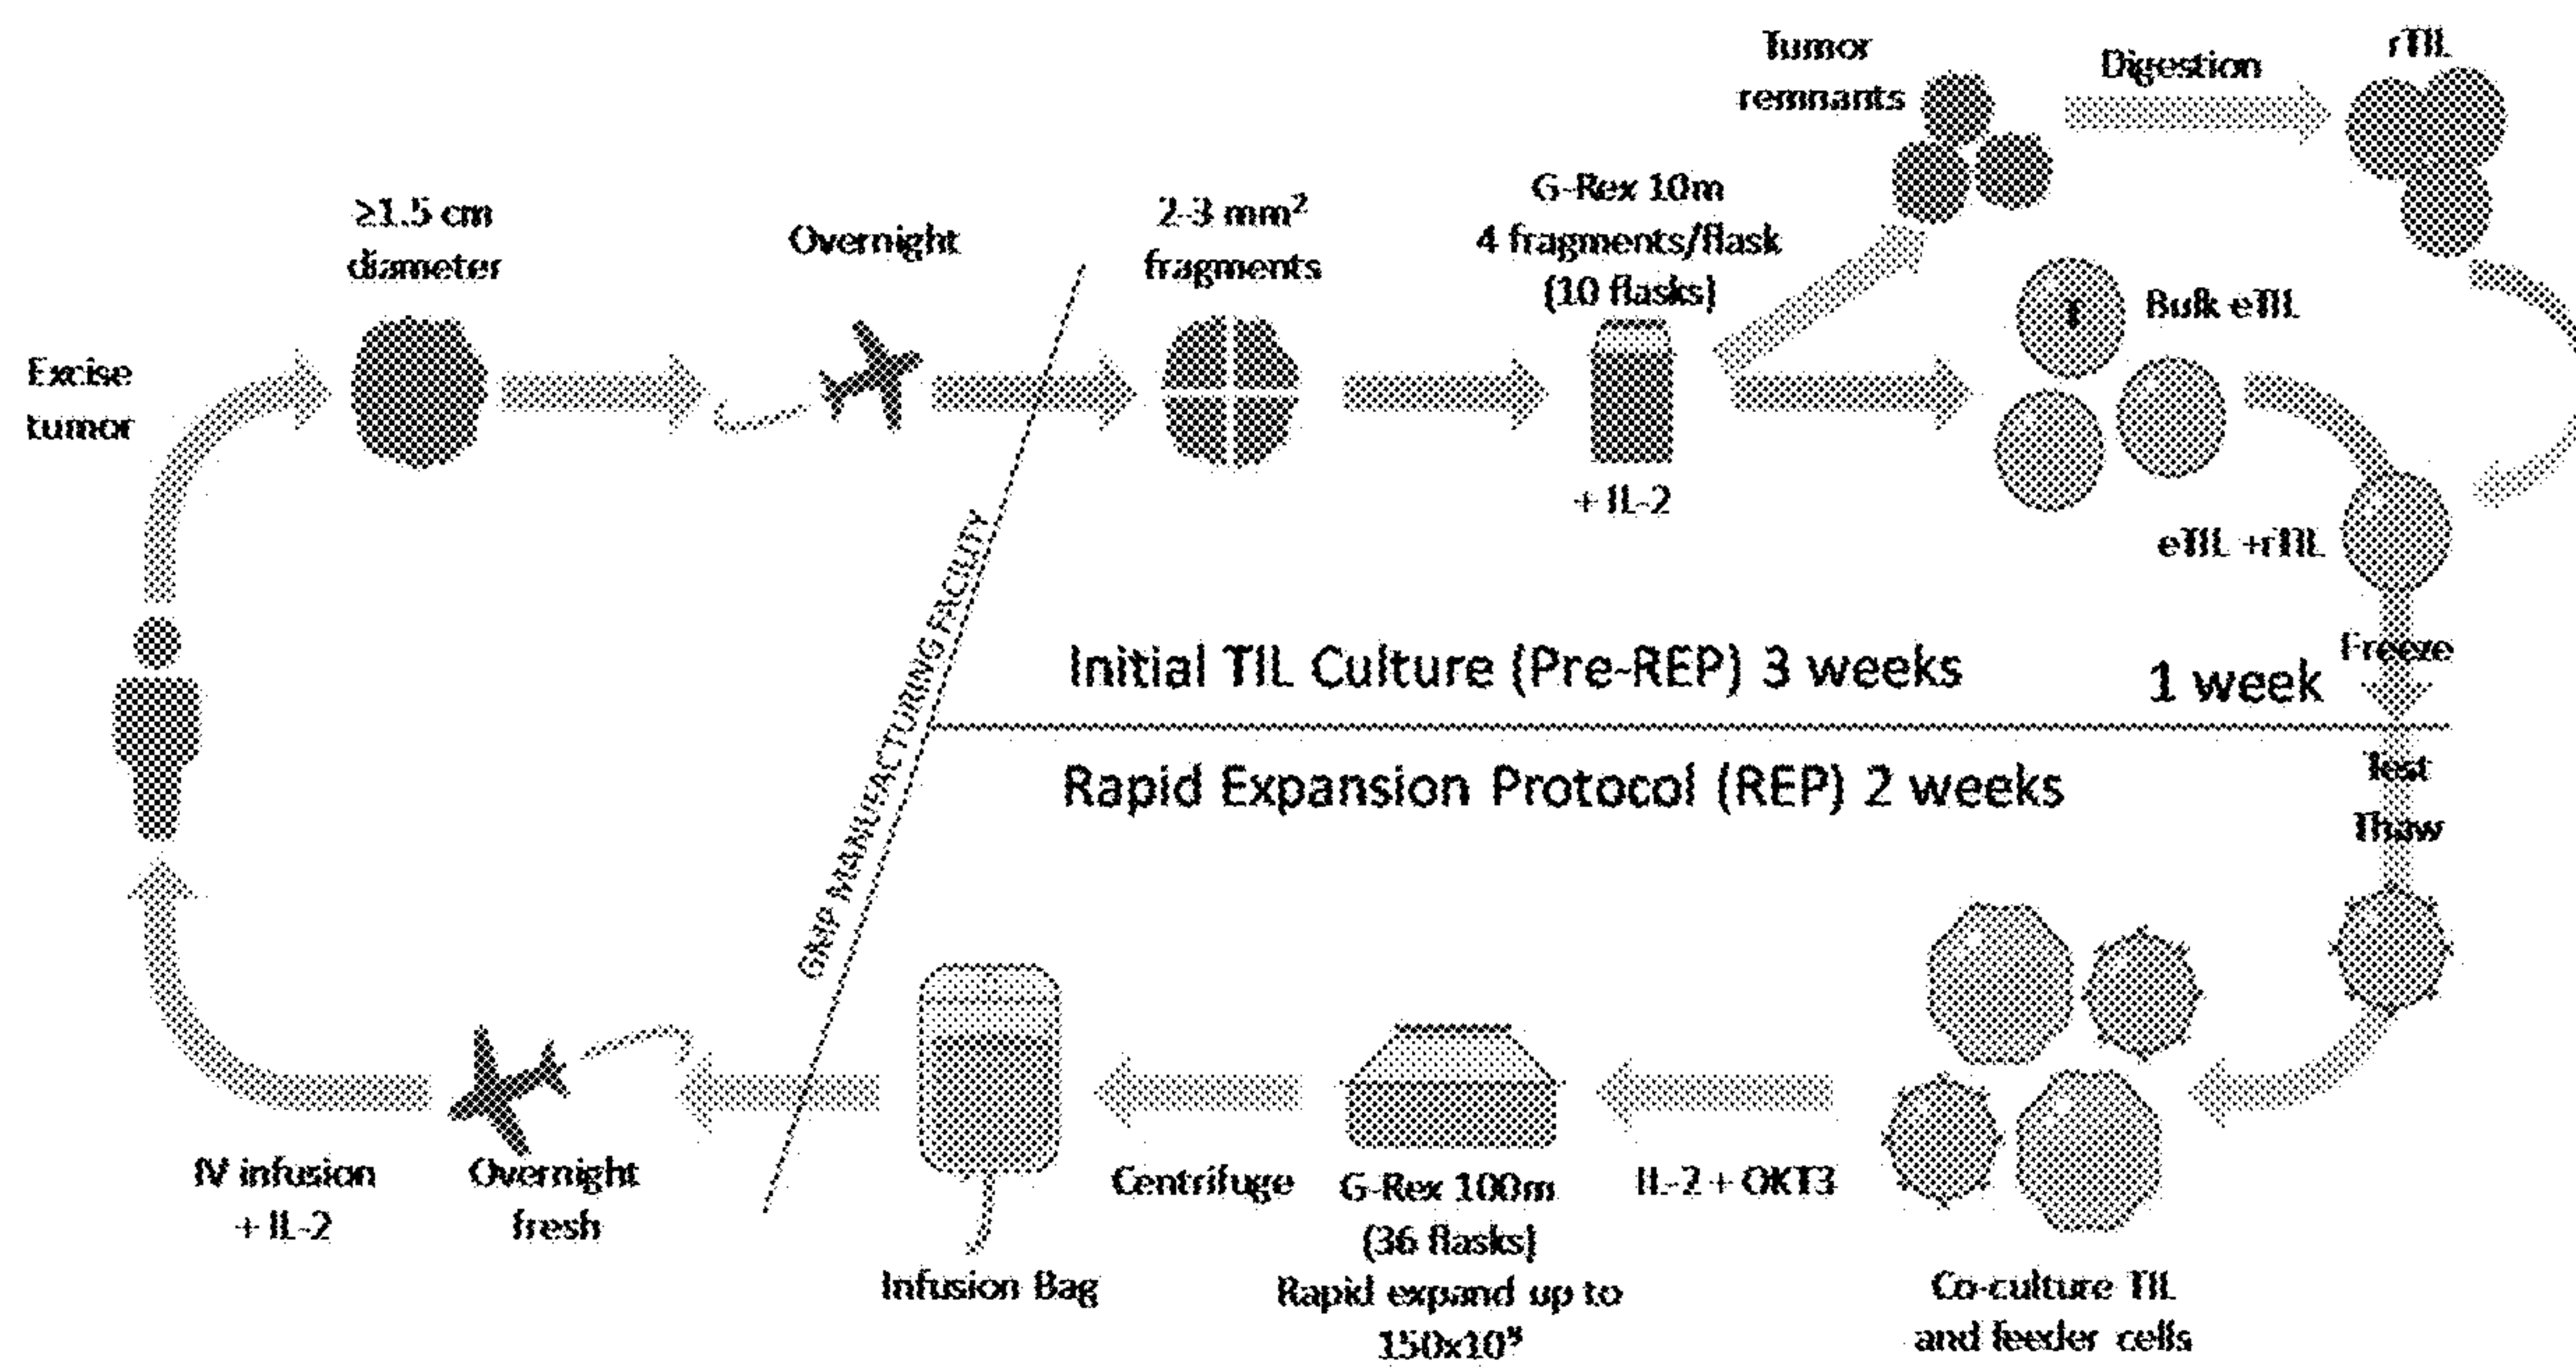 Excise
tumor
≥1.5 cm
diameter
Overnight
2-3 mm²
fragments
G-Rex 10m
4 fragments/flask
(10 flasks)
+ IL-2
Tumor
remnants
Digestion
rTIL
Bulk eTIL
eTIL +rTIL
Freeze
1 week
Initial TIL Culture (Pre-REP) 3 weeks
GMP MANUFACTURING FACILITY
Rapid Expansion Protocol (REP) 2 weeks
Test
Thaw
Co-culture TIL
and feeder cells
IL-2 + OKT3
G-Rex 100m
(36 flasks)
Rapid expand up to
Centrifuge
Infusion Bag
Overnight
fresh
IV infusion
+ IL-2